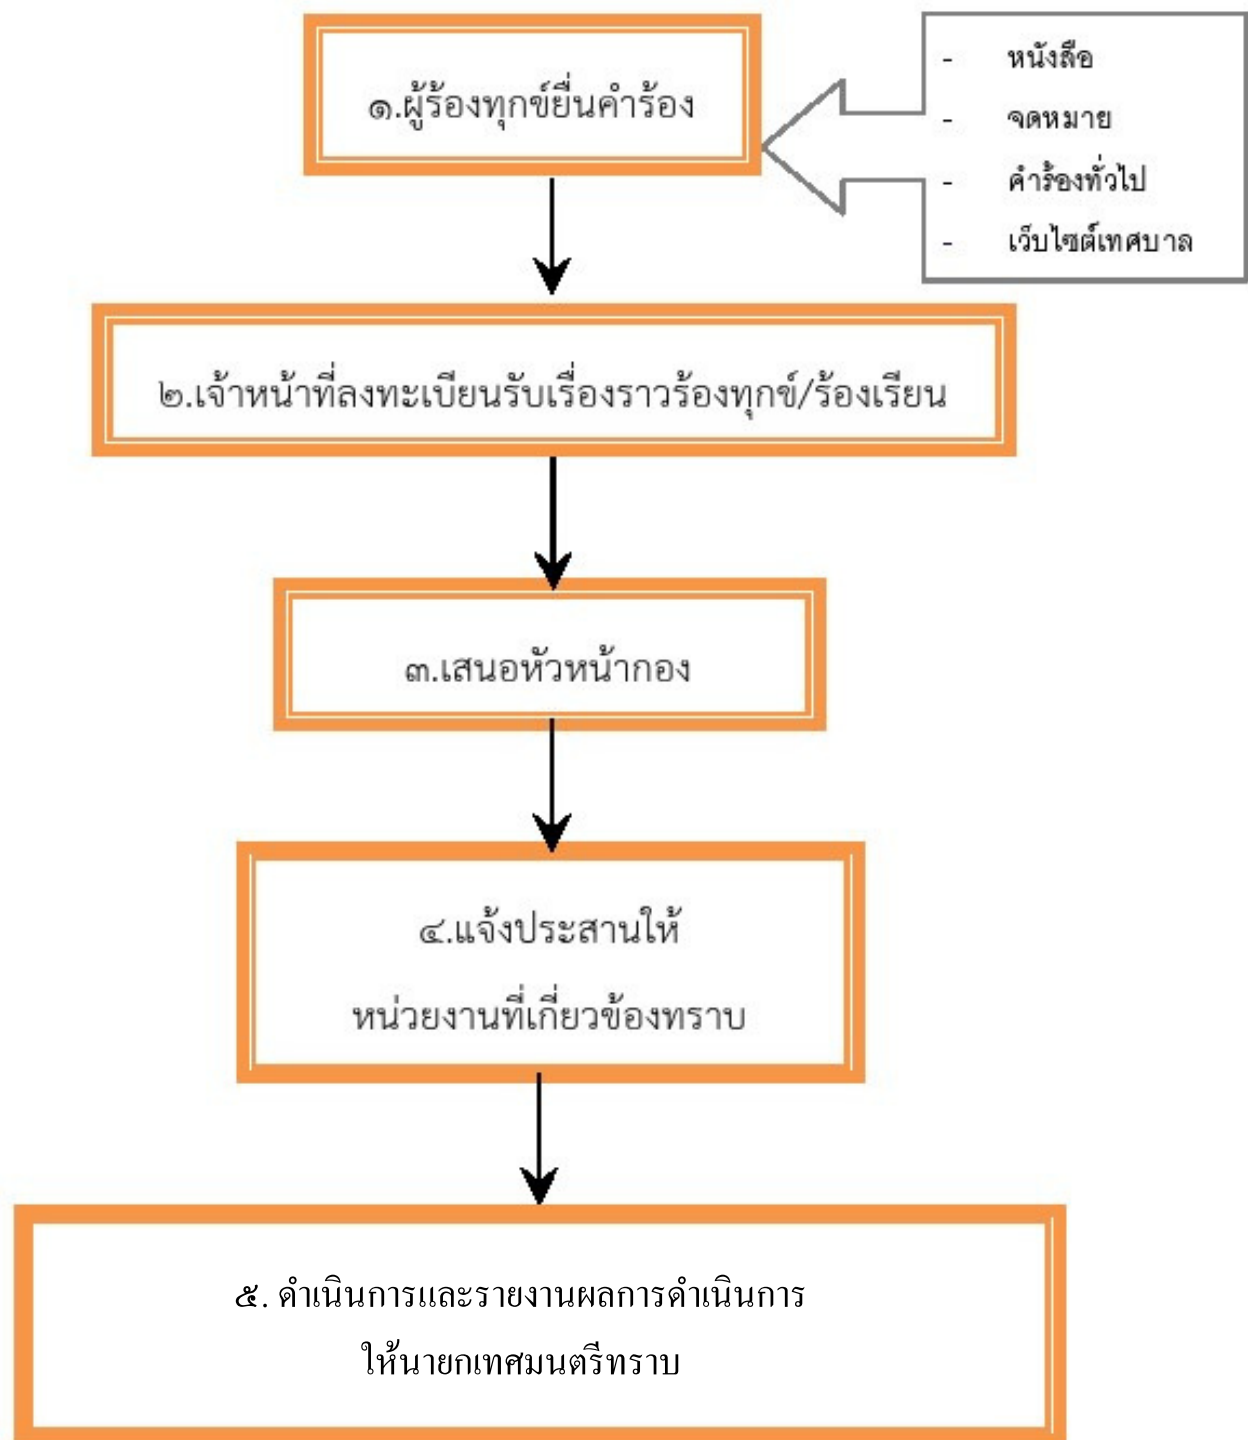 ๑.ผู้ร้องทุกข์ยื่นคำร้อง
- หนังสือ
- จดหมาย
- คำร้องทั่วไป
- เว็บไซต์เทศบาล
๒.เจ้าหน้าที่ลงทะเบียนรับเรื่องราวร้องทุกข์/ร้องเรียน
๓.เสนอหัวหน้ากอง
๔.แจ้งประสานให้
หน่วยงานที่เกี่ยวข้องทราบ
๕. ดำเนินการและรายงานผลการดำเนินการ
ให้นายกเทศมนตรีทราบ